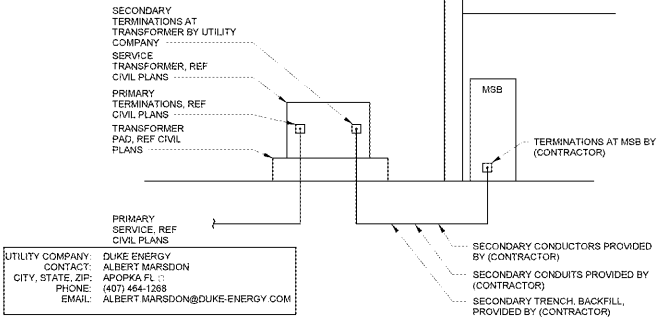 SECONDARY
TERMINATIONS AT
TRANSFORMER BY UTILITY
COMPANY
SERVICE
TRANSFORMER, REF
CIVIL PLANS
PRIMARY
TERMINATIONS, REF
CIVIL PLANS
TRANSFORMER
PAD, REF CIVIL
PLANS
MSB
TERMINATIONS AT MSB BY
(CONTRACTOR)
PRIMARY
SERVICE, REF
CIVIL PLANS
SECONDARY CONDUCTORS PROVIDED
BY (CONTRACTOR)
SECONDARY CONDUITS PROVIDED BY
(CONTRACTOR)
SECONDARY TRENCH, BACKFILL,
PROVIDED BY (CONTRACTOR)
UTILITY COMPANY: DUKE ENERGY
CONTACT: ALBERT MARSDON
CITY, STATE, ZIP: APOPKA FL
PHONE: (407) 464-1268
EMAIL: ALBERT MARSDON@DUKE-ENERGY.COM